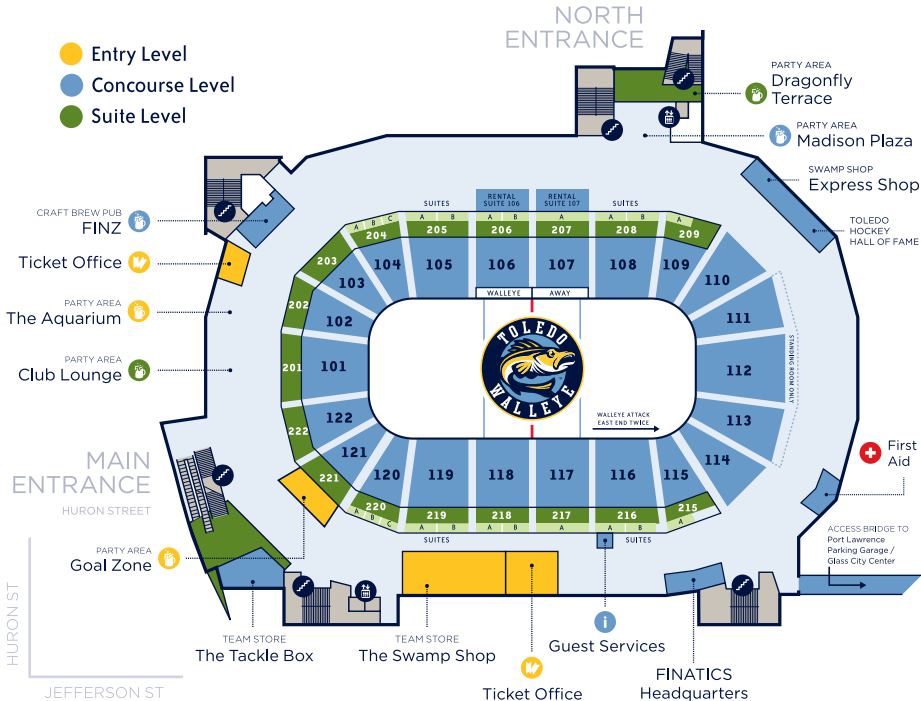 NORTH
ENTRANCE
Entry Level
Concourse Level
Suite Level
PARTY AREA
Dragonfly
Terrace
PARTY AREA
Madison Plaza
SWAMP SHOP
Express Shop
TOLEDO
HOCKEY
HALL OF FAME
CRAFT BREW PUB
FINZ
Ticket Office
PARTY AREA
The Aquarium
PARTY AREA
Club Lounge
MAIN
ENTRANCE
HURON STREET
PARTY AREA
Goal Zone
SUITES
RENTAL
SUITE 106
RENTAL
SUITE 107
SUITES
A B C
A B
A B
A
A B
A
204 205 206 207 208 209
203
202
201
222
221
103 104 105 106 107 108 109
102
101
122
121
110
111
112
113
114
STANDING ROOM ONLY
WALLEYE AWAY
TOLEDO
WALLEYE
WALLEYE ATTACK
EAST END TWICE
120 119 118 117 116 115
220 219 218 217 216 215
A B C
A B
A B
A
A B
A
SUITES
SUITES
First
Aid
ACCESS BRIDGE TO
Port Lawrence
Parking Garage /
Glass City Center
TEAM STORE
The Tackle Box
TEAM STORE
The Swamp Shop
Ticket Office
i
Guest Services
FINATICS
Headquarters
HURON ST
JEFFERSON ST